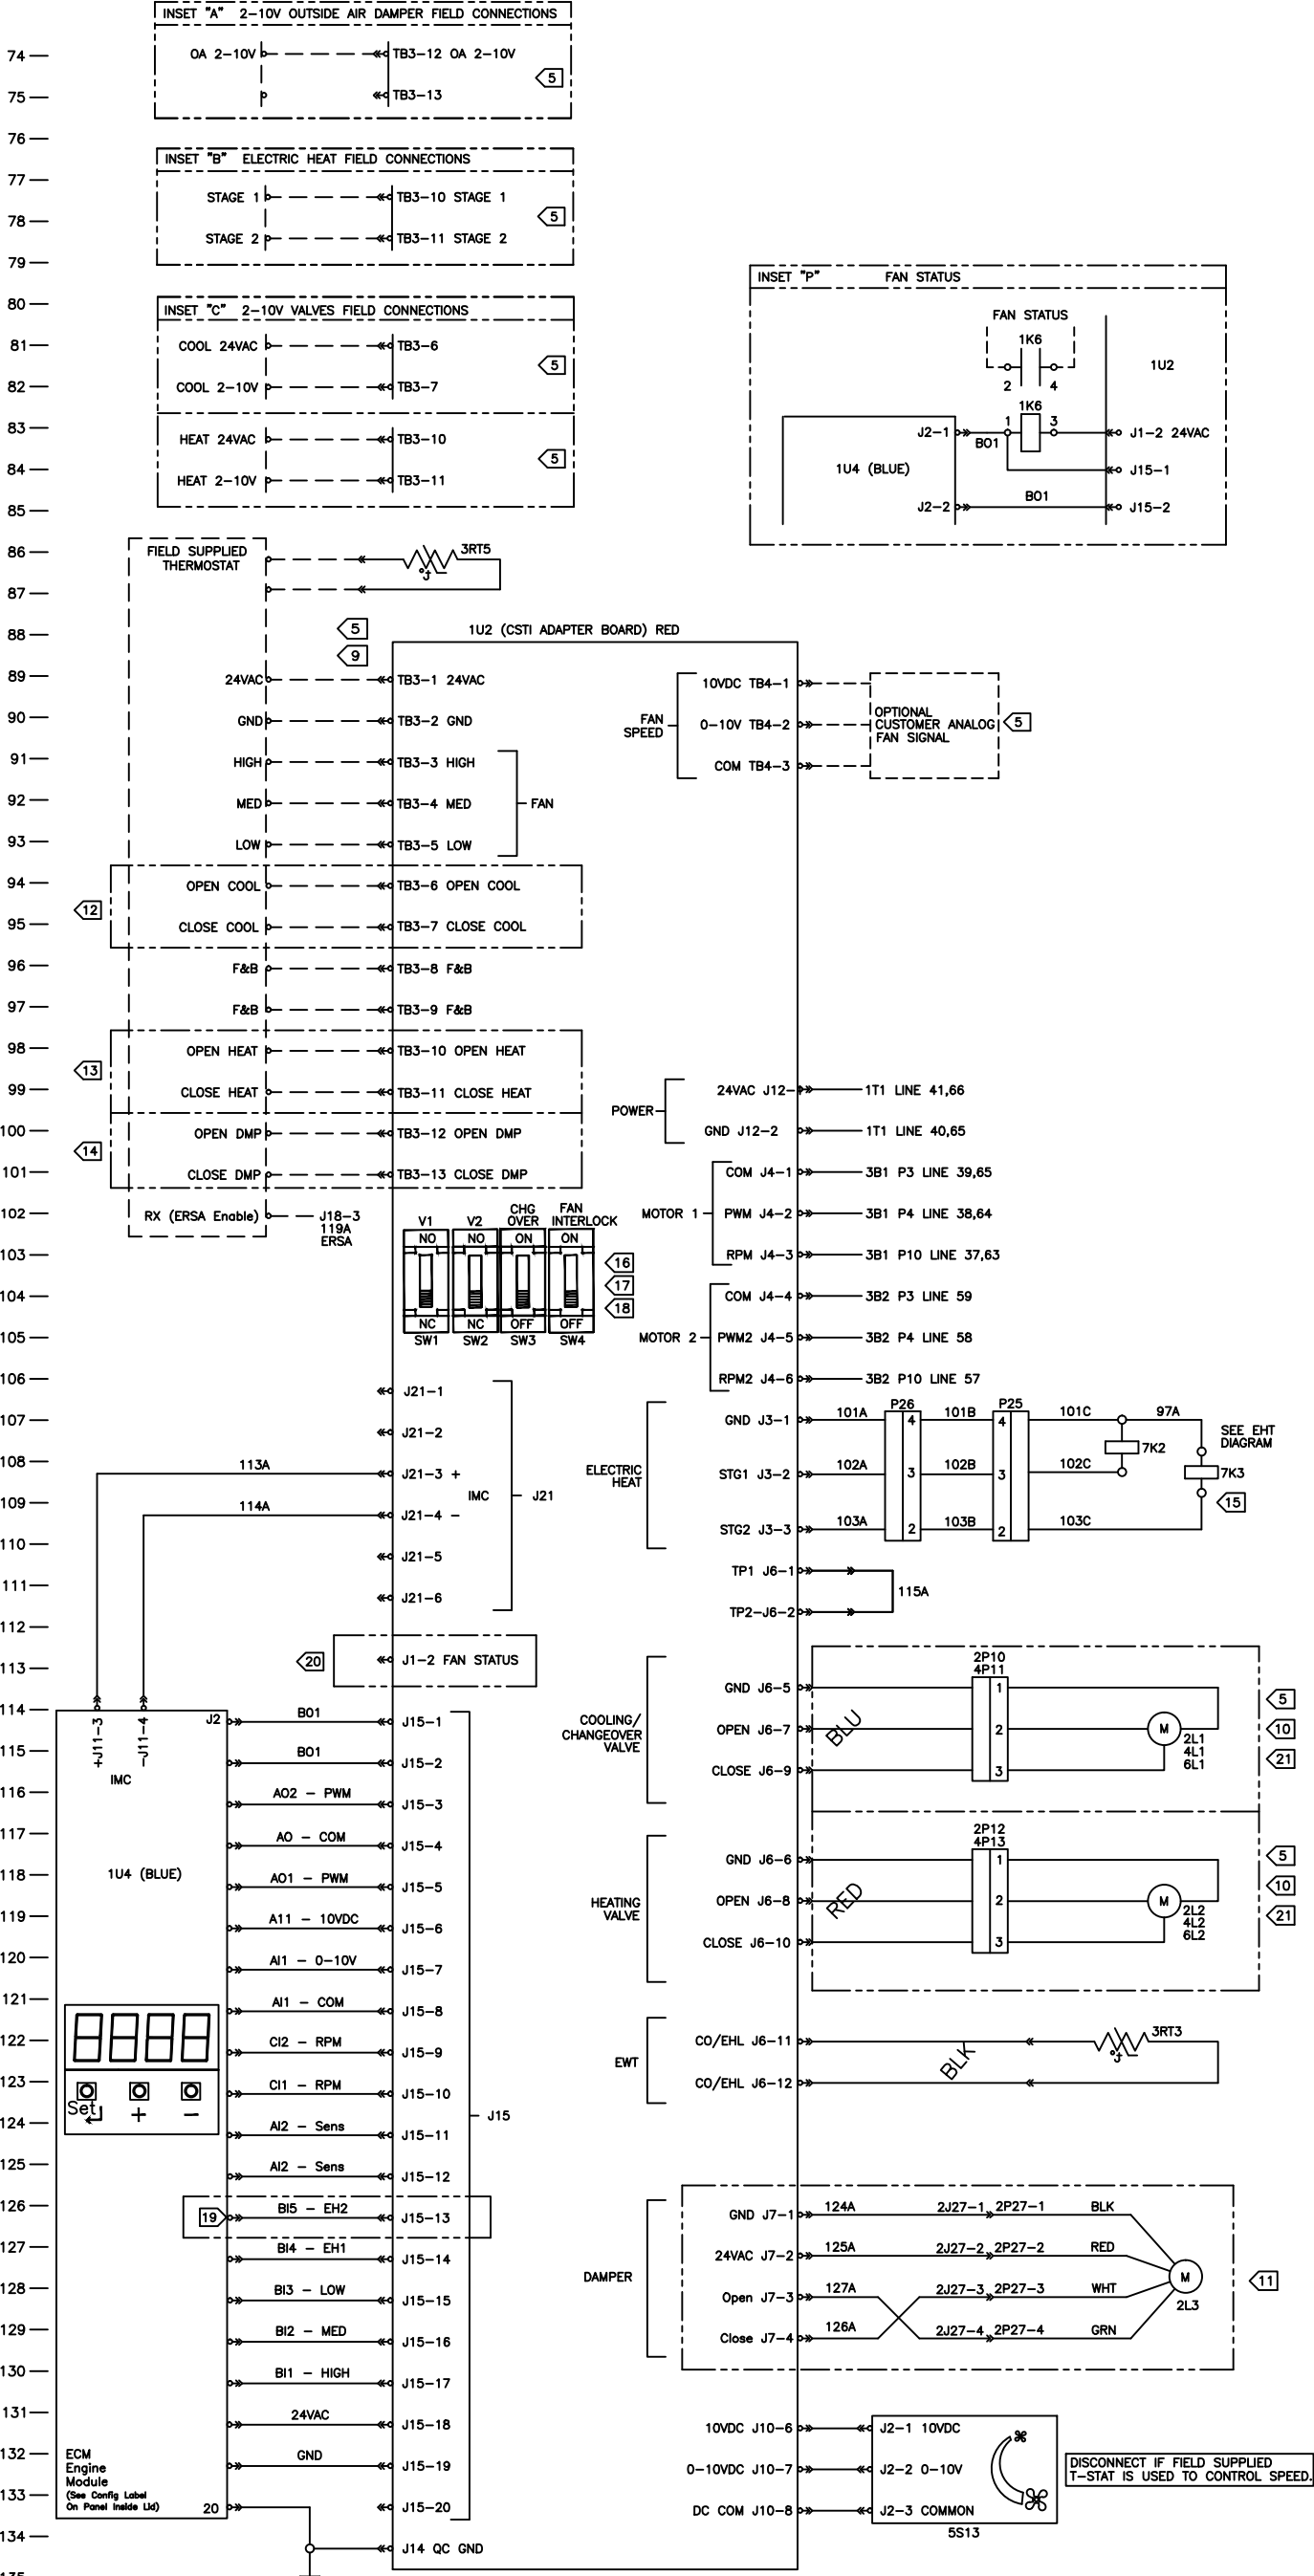 INSET "A" 2-10V OUTSIDE AIR DAMPER FIELD CONNECTIONS
74
OA 2-10V TB3-12 OA 2-10V
5
75
TB3-13
76
INSET "B" ELECTRIC HEAT FIELD CONNECTIONS
77
STAGE 1 TB3-10 STAGE 1
78
5
STAGE 2 TB3-11 STAGE 2
79
80
INSET "C" 2-10V VALVES FIELD CONNECTIONS
81
COOL 24VAC TB3-6
5
82
COOL 2-10V TB3-7
83
HEAT 24VAC TB3-10
5
84
HEAT 2-10V TB3-11
85
INSET "P" FAN STATUS
FAN STATUS
1K6
1U2
2 4
1K6
J2-1 1 3 J1-2 24VAC
BO1
1U4 (BLUE) J15-1
BO1
J2-2 J15-2
86
FIELD SUPPLIED
THERMOSTAT
3RT5
87
88
5
1U2 (CSTI ADAPTER BOARD) RED
9
89
24VAC TB3-1 24VAC
90
GND TB3-2 GND
91
HIGH TB3-3 HIGH
92
MED TB3-4 MED
FAN
93
LOW TB3-5 LOW
FAN
SPEED
10VDC TB4-1
0-10V TB4-2
COM TB4-3
OPTIONAL
CUSTOMER ANALOG
FAN SIGNAL
5
94
OPEN COOL TB3-6 OPEN COOL
12
95
CLOSE COOL TB3-7 CLOSE COOL
96
F&B TB3-8 F&B
97
F&B TB3-9 F&B
98
OPEN HEAT TB3-10 OPEN HEAT
13
99
CLOSE HEAT TB3-11 CLOSE HEAT
100
OPEN DMP TB3-12 OPEN DMP
14
101
CLOSE DMP TB3-13 CLOSE DMP
102
RX (ERSA Enable) J18-3
119A
ERSA
POWER
24VAC J12-1 1T1 LINE 41,66
GND J12-2 1T1 LINE 40,65
MOTOR 1
COM J4-1 3B1 P3 LINE 39,65
PWM J4-2 3B1 P4 LINE 38,64
RPM J4-3 3B1 P10 LINE 37,63
V1 V2 CHG OVER FAN INTERLOCK
NO NO ON ON
NC NC OFF OFF
SW1 SW2 SW3 SW4
16
17
18
103
104
105
MOTOR 2
COM J4-4 3B2 P3 LINE 59
PWM2 J4-5 3B2 P4 LINE 58
RPM2 J4-6 3B2 P10 LINE 57
106
J21-1
107
J21-2
108
113A
J21-3 +
IMC J21
109
114A
J21-4 -
110
J21-5
111
J21-6
112
ELECTRIC
HEAT
P26 P25
GND J3-1 101A 4 101B 4 101C 97A
7K2
SEE EHT
DIAGRAM
STG1 J3-2 102A 3 102B 3 102C
7K3
15
STG2 J3-3 103A 2 103B 2 103C
TP1 J6-1
115A
TP2-J6-2
113
20
J1-2 FAN STATUS
114
+J11-3
-J11-4
IMC
J2 BO1 J15-1
115
BO1 J15-2
116
AO2 - PWM J15-3
117
AO - COM J15-4
118
1U4 (BLUE)
AO1 - PWM J15-5
119
A11 - 10VDC J15-6
120
AI1 - 0-10V J15-7
121
AI1 - COM J15-8
122
8888
CI2 - RPM J15-9
123
CI1 - RPM J15-10
Set + -
J15
124
AI2 - Sens J15-11
125
AI2 - Sens J15-12
126
19
BI5 - EH2 J15-13
127
BI4 - EH1 J15-14
128
BI3 - LOW J15-15
129
BI2 - MED J15-16
130
BI1 - HIGH J15-17
131
24VAC J15-18
132
GND J15-19
ECM
Engine
Module
(See Config Label
On Panel Inside Lid)
133
20 J15-20
134
J14 QC GND
135
COOLING/
CHANGEOVER
VALVE
2P10
4P11
GND J6-5 1
OPEN J6-7 BLU 2 M
CLOSE J6-9 3
2L1
4L1
6L1
5
10
21
HEATING
VALVE
2P12
4P13
GND J6-6 1
OPEN J6-8 RED 2 M
CLOSE J6-10 3
2L2
4L2
6L2
5
10
21
EWT
CO/EHL J6-11 3RT3
BLK
CO/EHL J6-12
DAMPER
GND J7-1 124A 2J27-1 2P27-1 BLK
24VAC J7-2 125A 2J27-2 2P27-2 RED
Open J7-3 127A 2J27-3 2P27-3 WHT
Close J7-4 126A 2J27-4 2P27-4 GRN
M
2L3
11
10VDC J10-6 J2-1 10VDC
0-10VDC J10-7 J2-2 0-10V
DC COM J10-8 J2-3 COMMON
5S13
DISCONNECT IF FIELD SUPPLIED
T-STAT IS USED TO CONTROL SPEED.